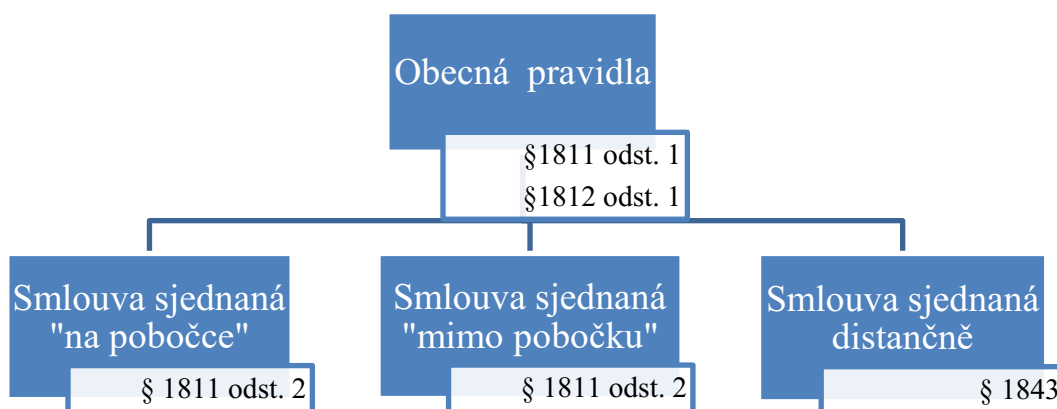 Obecná pravidla
§1811 odst. 1
§1812 odst. 1
Smlouva sjednaná
"na pobočce"
§ 1811 odst. 2
Smlouva sjednaná
"mimo pobočku"
§ 1811 odst. 2
Smlouva sjednaná
distančně
§ 1843